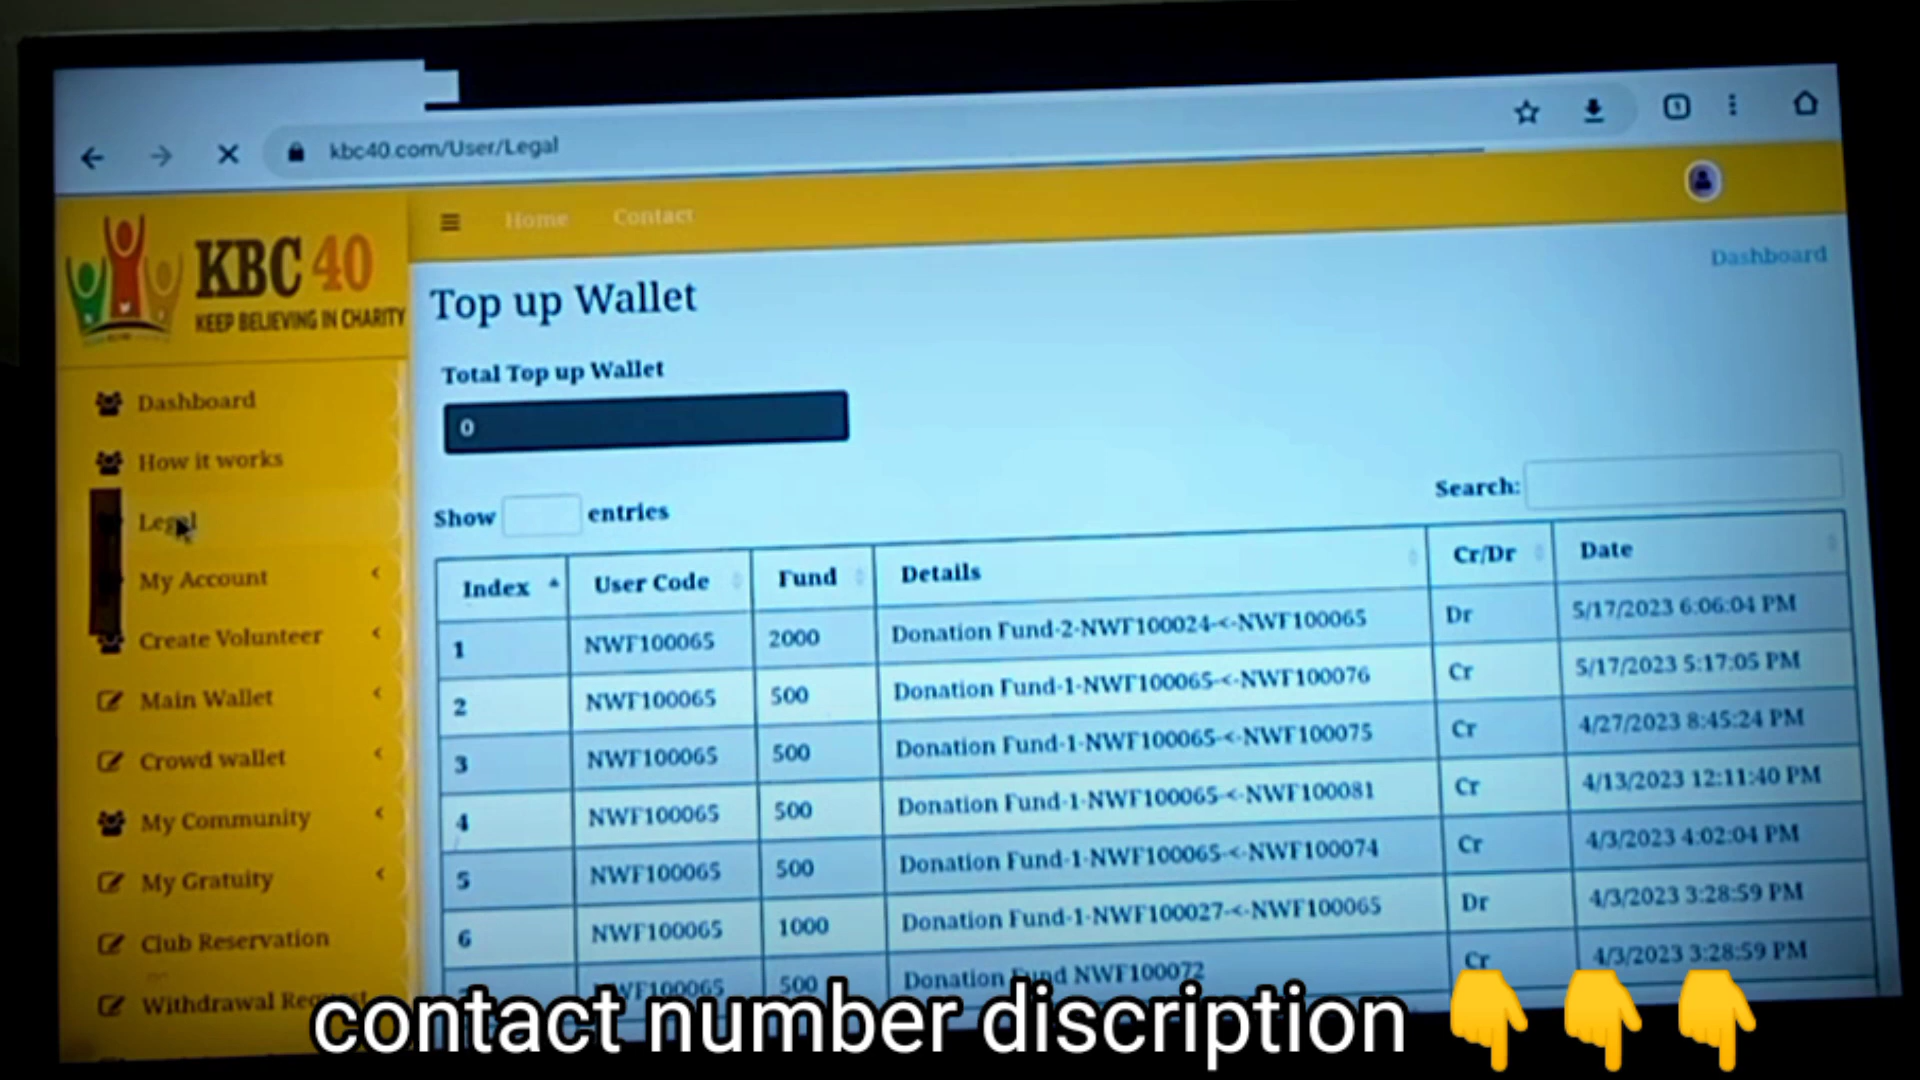 kbc40.com/User/Legal
KBC 40
KEEP BELIEVING IN CHARITY
Home Contact
Dashboard
Top up Wallet
Total Top up Wallet
0
Show entries
Search:
Dashboard
How it works
Legal
My Account
Create Volunteer
Main Wallet
Crowd wallet
My Community
My Gratuity
Club Reservation
Withdrawal Request
Index User Code Fund Details Cr/Dr Date
1 NWF100065 2000 Donation Fund-2-NWF100024-<-NWF100065 Dr 5/17/2023 6:06:04 PM
2 NWF100065 500 Donation Fund-1-NWF100065-<-NWF100076 Cr 5/17/2023 5:17:05 PM
3 NWF100065 500 Donation Fund-1-NWF100065-<-NWF100075 Cr 4/27/2023 8:45:24 PM
4 NWF100065 500 Donation Fund-1-NWF100065-<-NWF100081 Cr 4/13/2023 12:11:40 PM
5 NWF100065 500 Donation Fund-1-NWF100065-<-NWF100074 Cr 4/3/2023 4:02:04 PM
6 NWF100065 1000 Donation Fund-1-NWF100027-<-NWF100065 Dr 4/3/2023 3:28:59 PM
NWF100065 500 Donation Fund NWF100072 Cr 4/3/2023 3:28:59 PM
contact number discription 👇👇👇